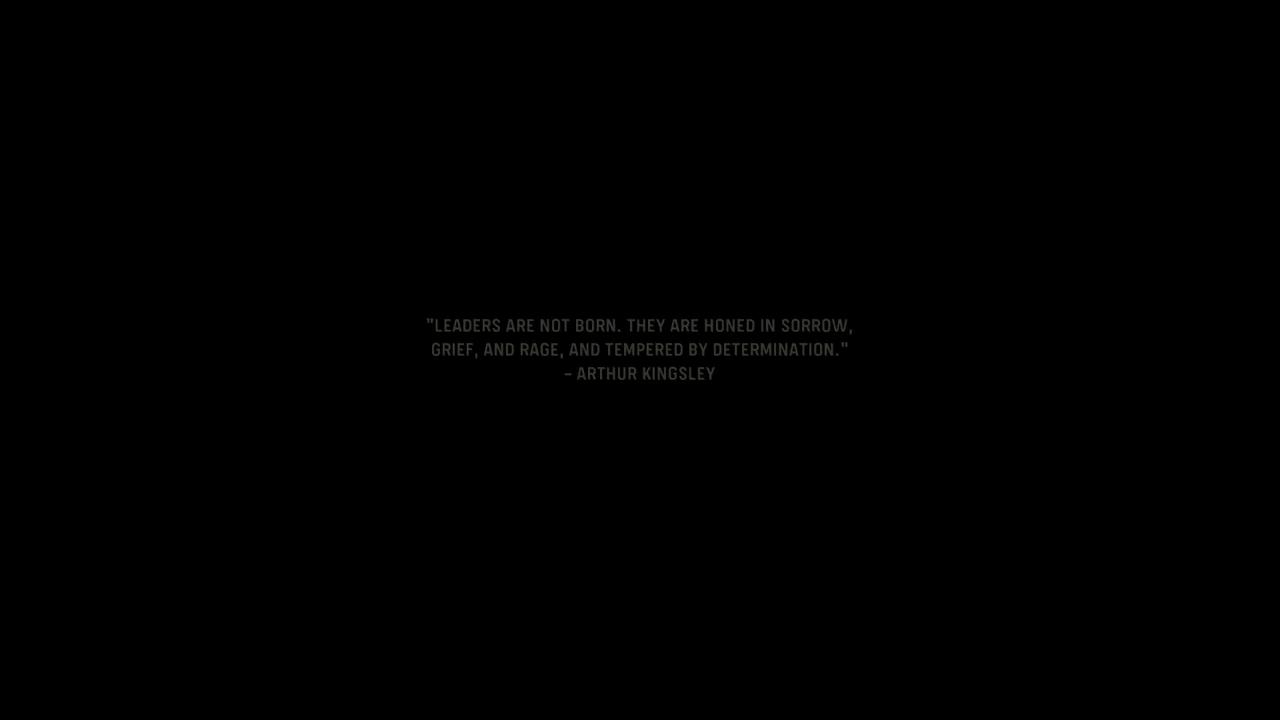 "LEADERS ARE NOT BORN. THEY ARE HONED IN SORROW,
GRIEF, AND RAGE, AND TEMPERED BY DETERMINATION."
– ARTHUR KINGSLEY